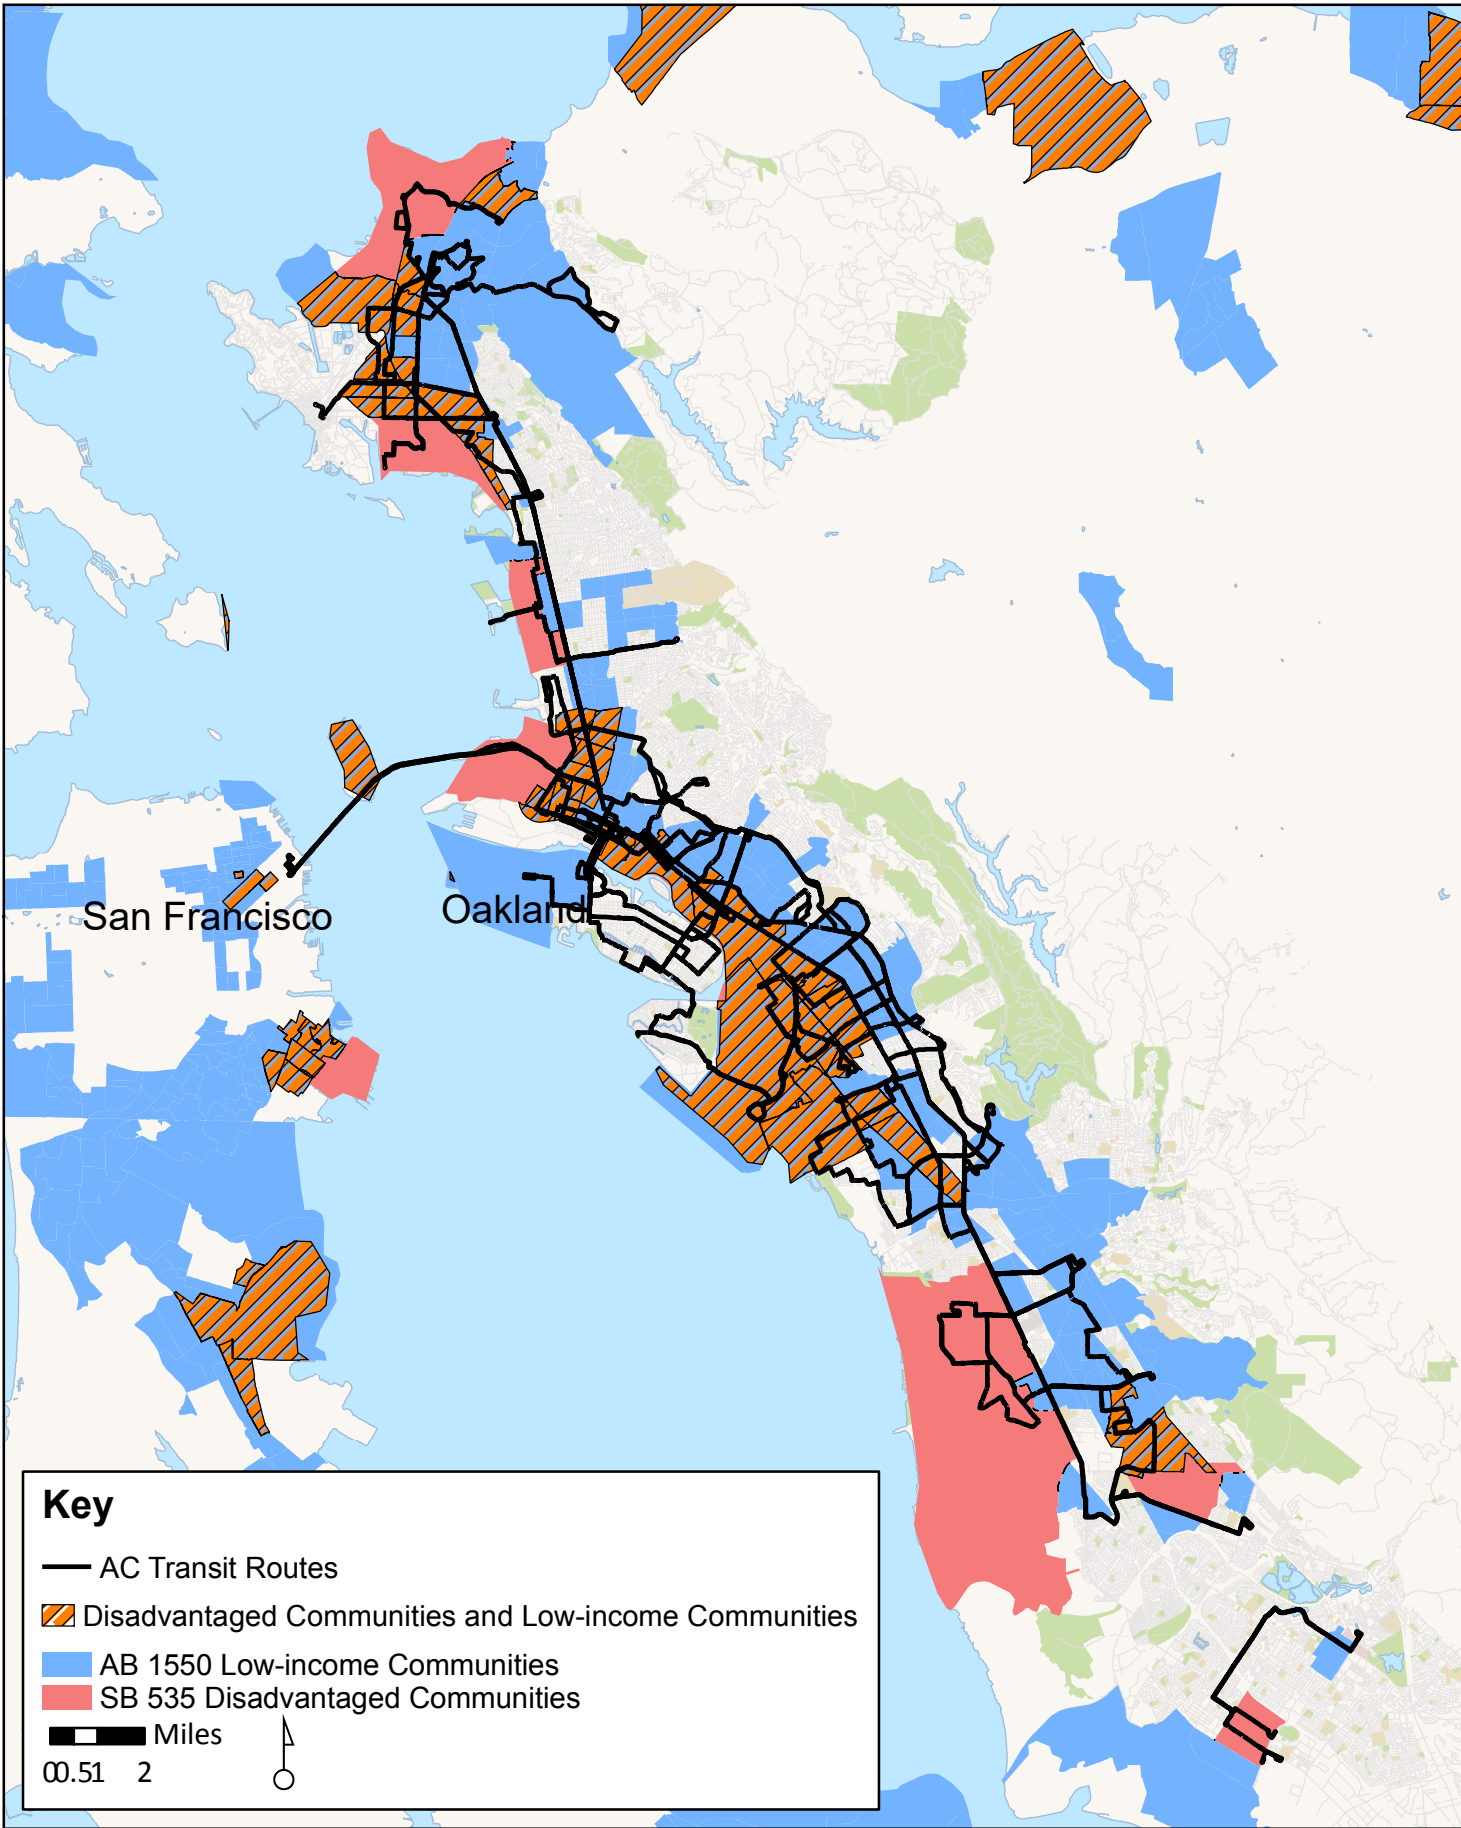 San Francisco
Oakland
Key
AC Transit Routes
Disadvantaged Communities and Low-income Communities
AB 1550 Low-income Communities
SB 535 Disadvantaged Communities
Miles
00.51 2